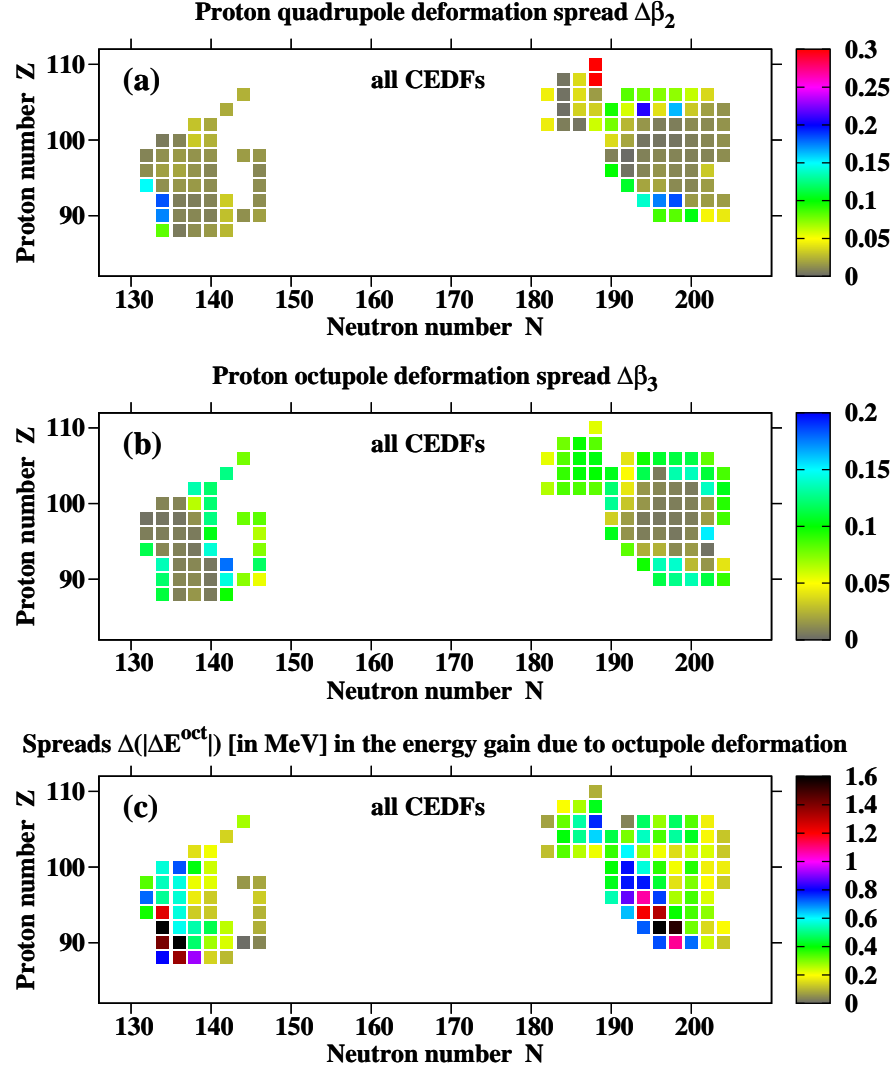 Proton quadrupole deformation spread Δβ₂
Proton number Z
110
100
90
(a)
all CEDFs
0.3
0.25
0.2
0.15
0.1
0.05
0
130 140 150 160 170 180 190 200
Neutron number N
Proton octupole deformation spread Δβ₃
Proton number Z
110
100
90
(b)
all CEDFs
0.2
0.15
0.1
0.05
0
130 140 150 160 170 180 190 200
Neutron number N
Spreads Δ(|ΔE^oct|) [in MeV] in the energy gain due to octupole deformation
Proton number Z
110
100
90
(c)
all CEDFs
1.6
1.4
1.2
1
0.8
0.6
0.4
0.2
0
130 140 150 160 170 180 190 200
Neutron number N